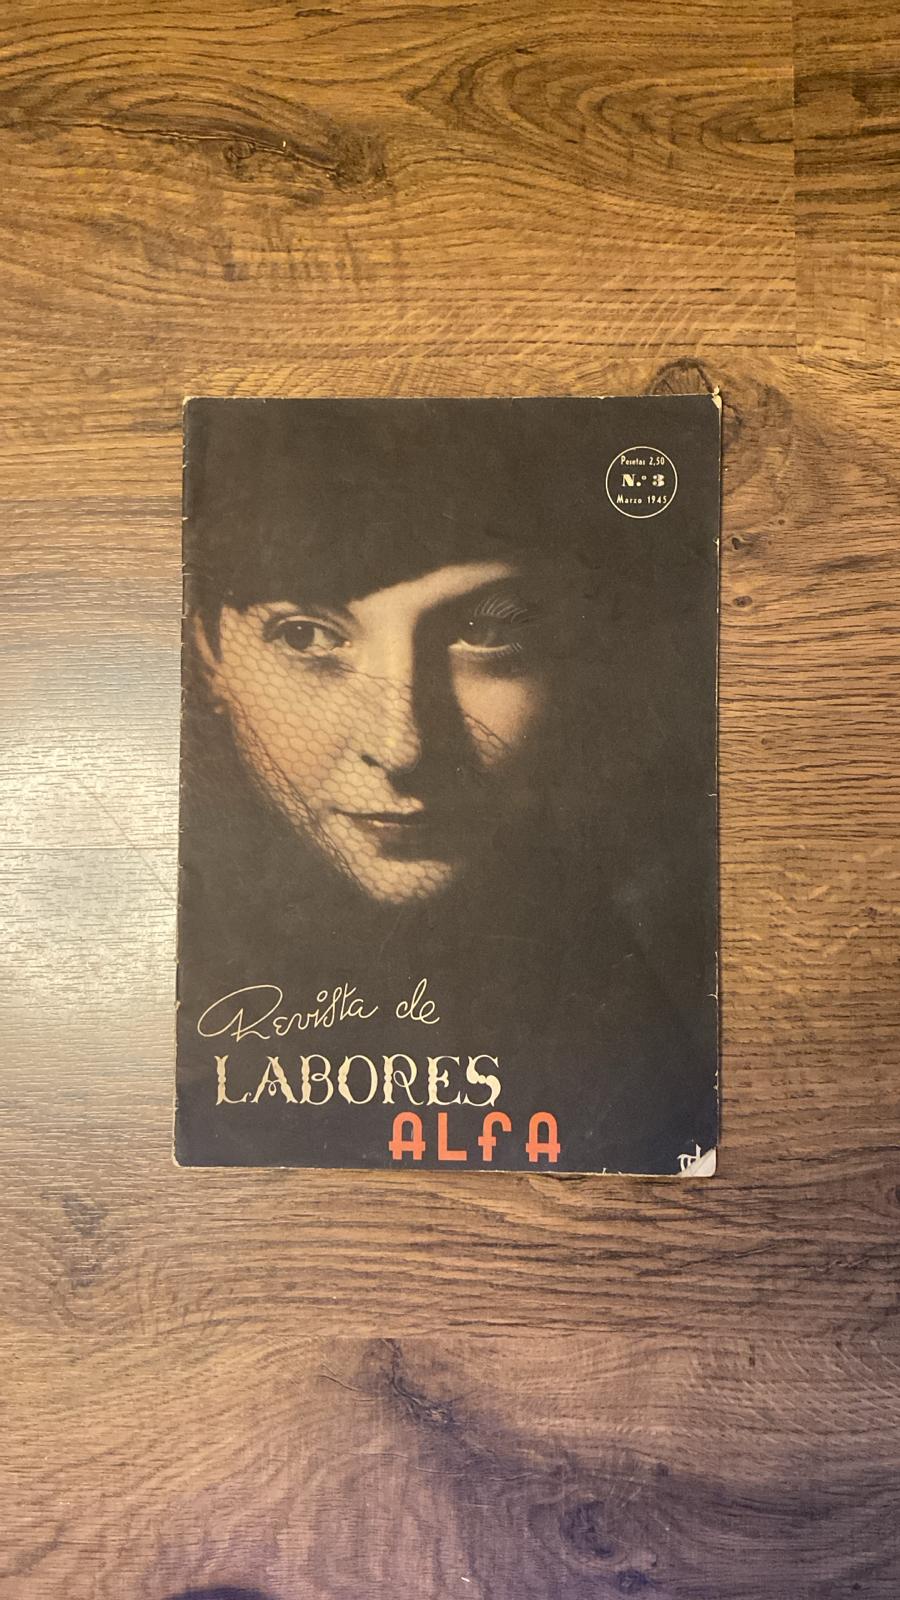 Pesetas 2,50
N.º 3
Marzo 1945
Revista de
LABORES
ALFA